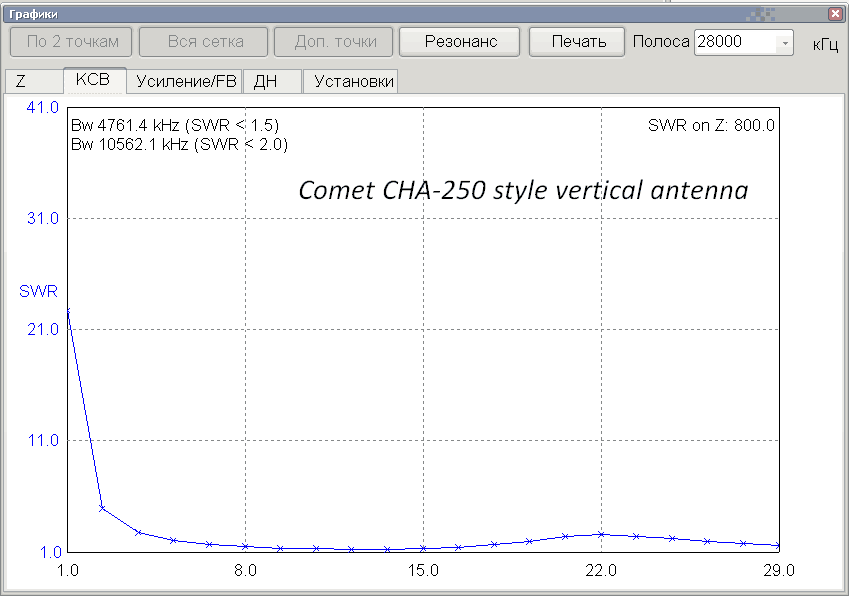 Графики
По 2 точкам Вся сетка Доп. точки Резонанс Печать Полоса 28000 кГц
Z КСВ Усиление/FB ДН Установки
41.0
Bw 4761.4 kHz (SWR < 1.5) SWR on Z: 800.0
Bw 10562.1 kHz (SWR < 2.0)
Comet CHA-250 style vertical antenna
31.0
SWR
21.0
11.0
1.0
1.0 8.0 15.0 22.0 29.0